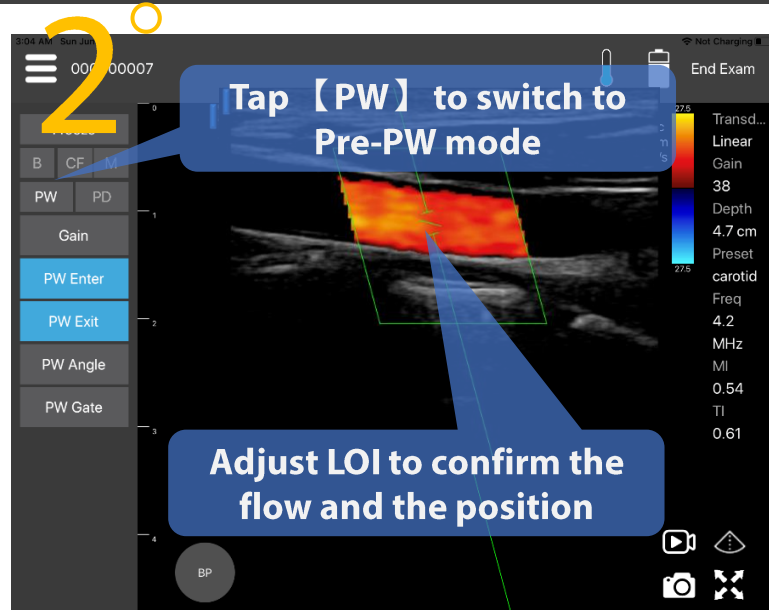 2
3:04 AM Sun Jun
Not Charging
End Exam
Tap 【PW】 to switch to
Pre-PW mode
B CF M
PW PD
Gain
PW Enter
PW Exit
PW Angle
PW Gate
0
1
2
3
4
27.5
27.5
Transd...
Linear
Gain
38
Depth
4.7 cm
Preset
carotid
Freq
4.2
MHz
MI
0.54
TI
0.61
Adjust LOI to confirm the
flow and the position
BP